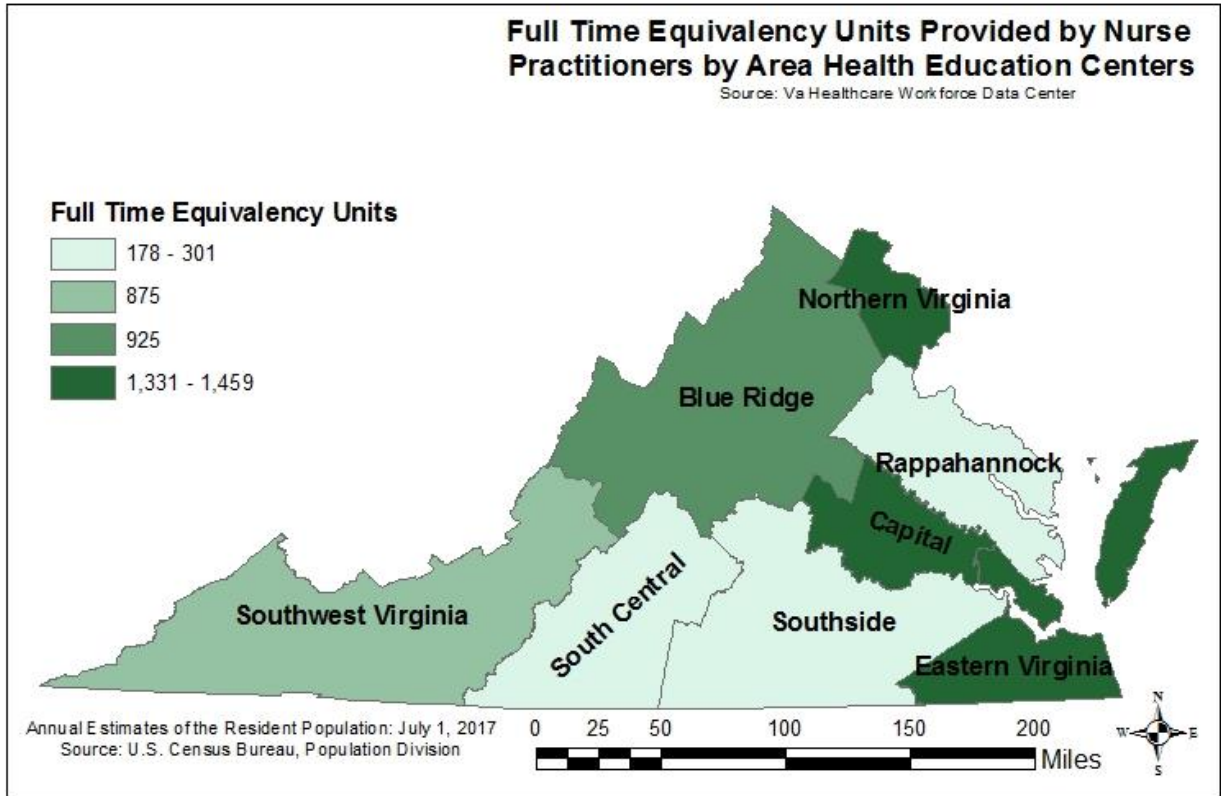 Full Time Equivalency Units Provided by Nurse
Practitioners by Area Health Education Centers
Source: Va Healthcare Workforce Data Center
Full Time Equivalency Units
178 - 301
875
925
1,331 - 1,459
Northern Virginia
Blue Ridge
Rappahannock
Capital
Southwest Virginia
South Central
Southside
Eastern Virginia
Annual Estimates of the Resident Population: July 1, 2017
Source: U.S. Census Bureau, Population Division
0 25 50 100 150 200
Miles
N
W E
S